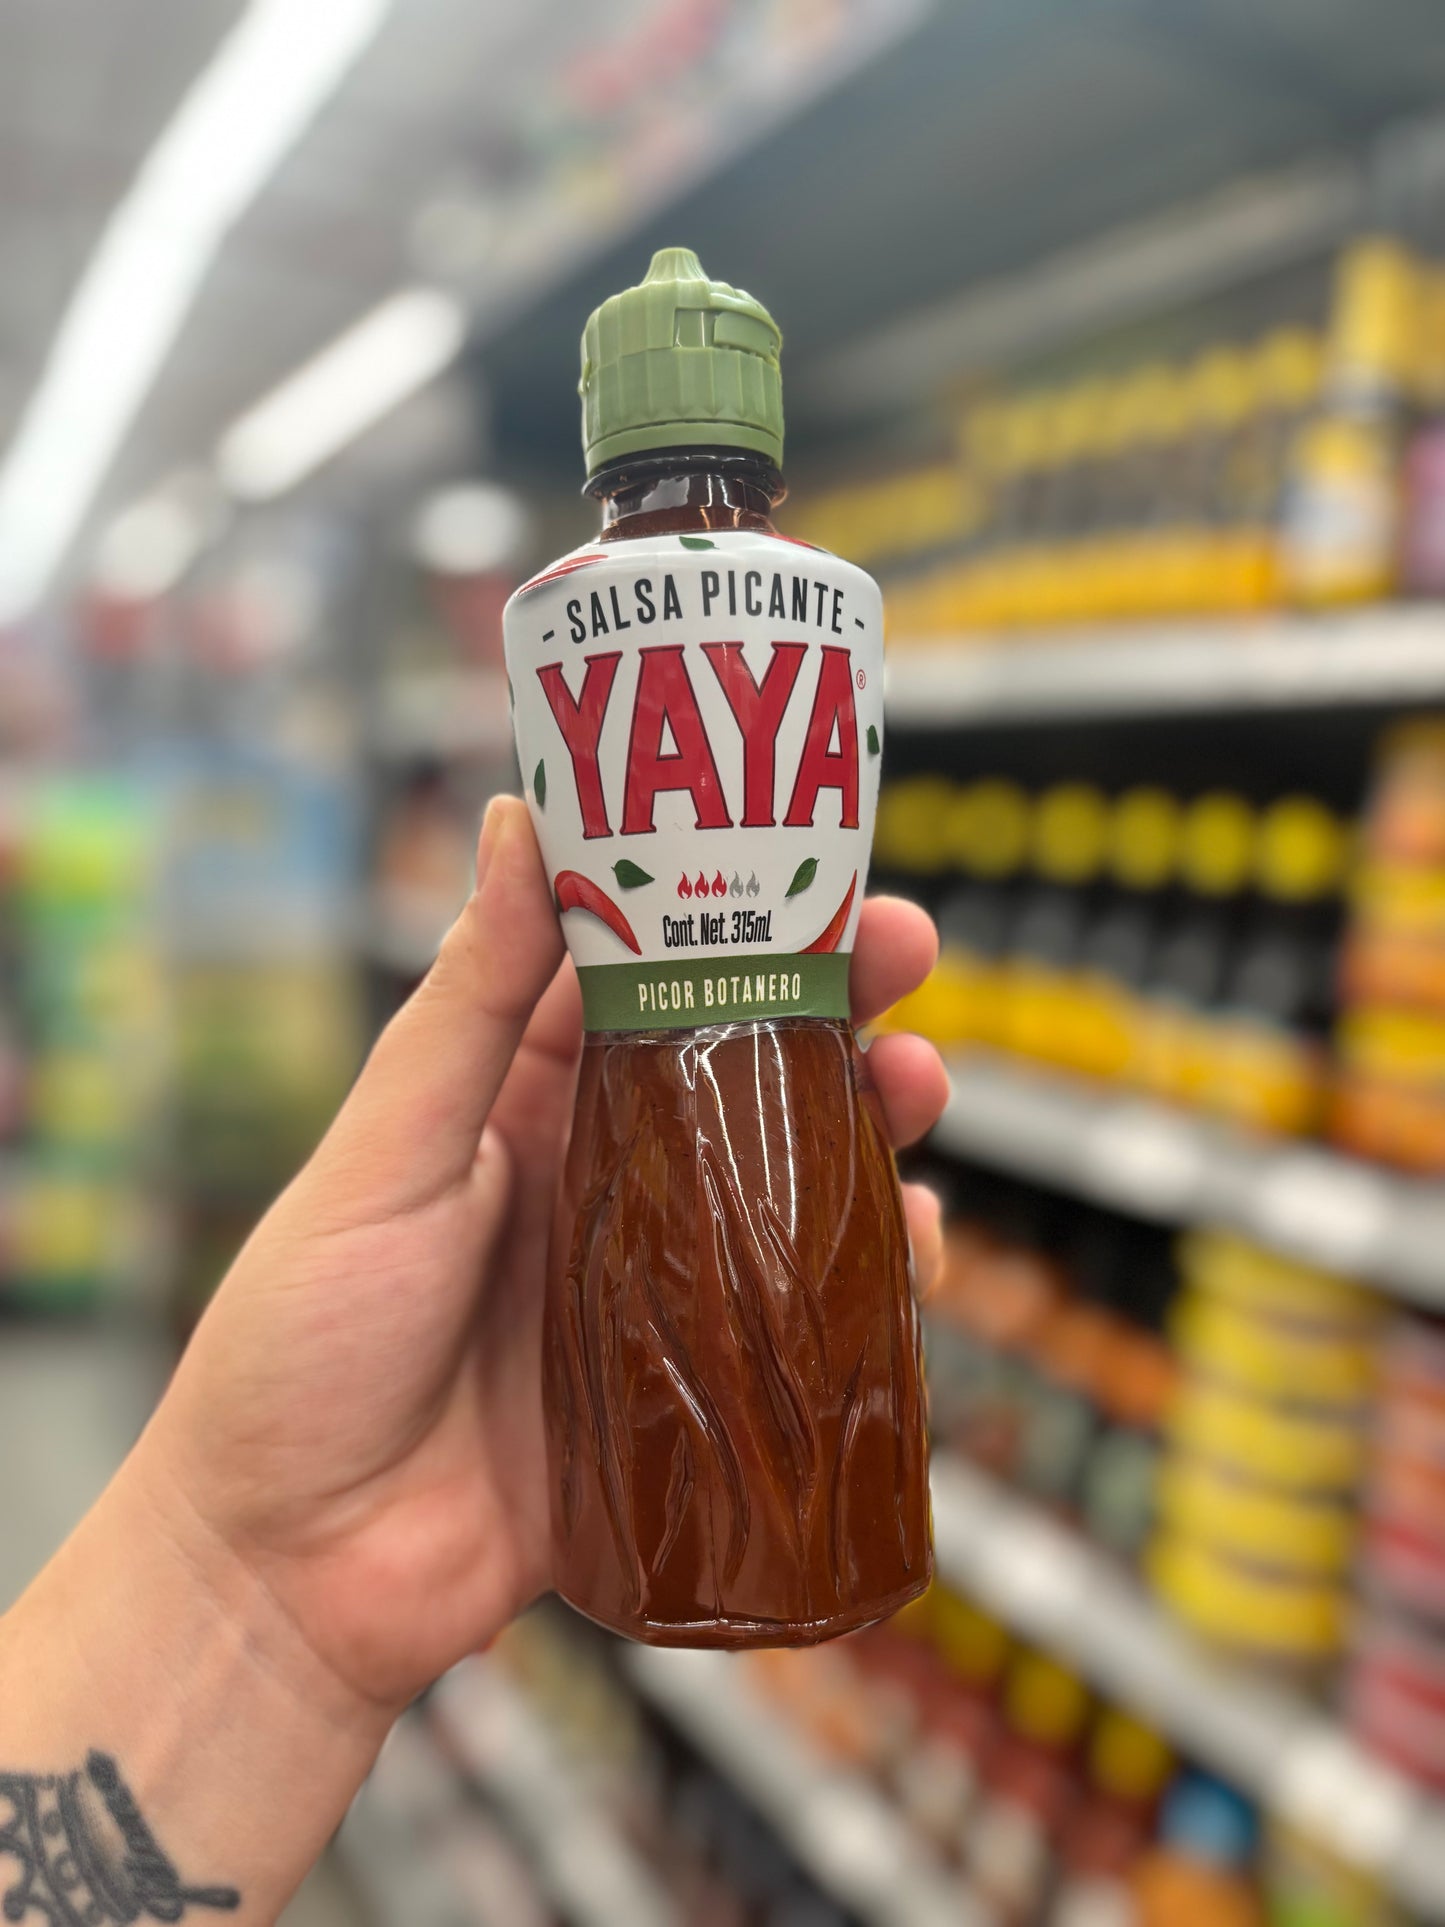 - SALSA PICANTE -
YAYA®
Cont. Net. 315mL
PICOR BOTANERO